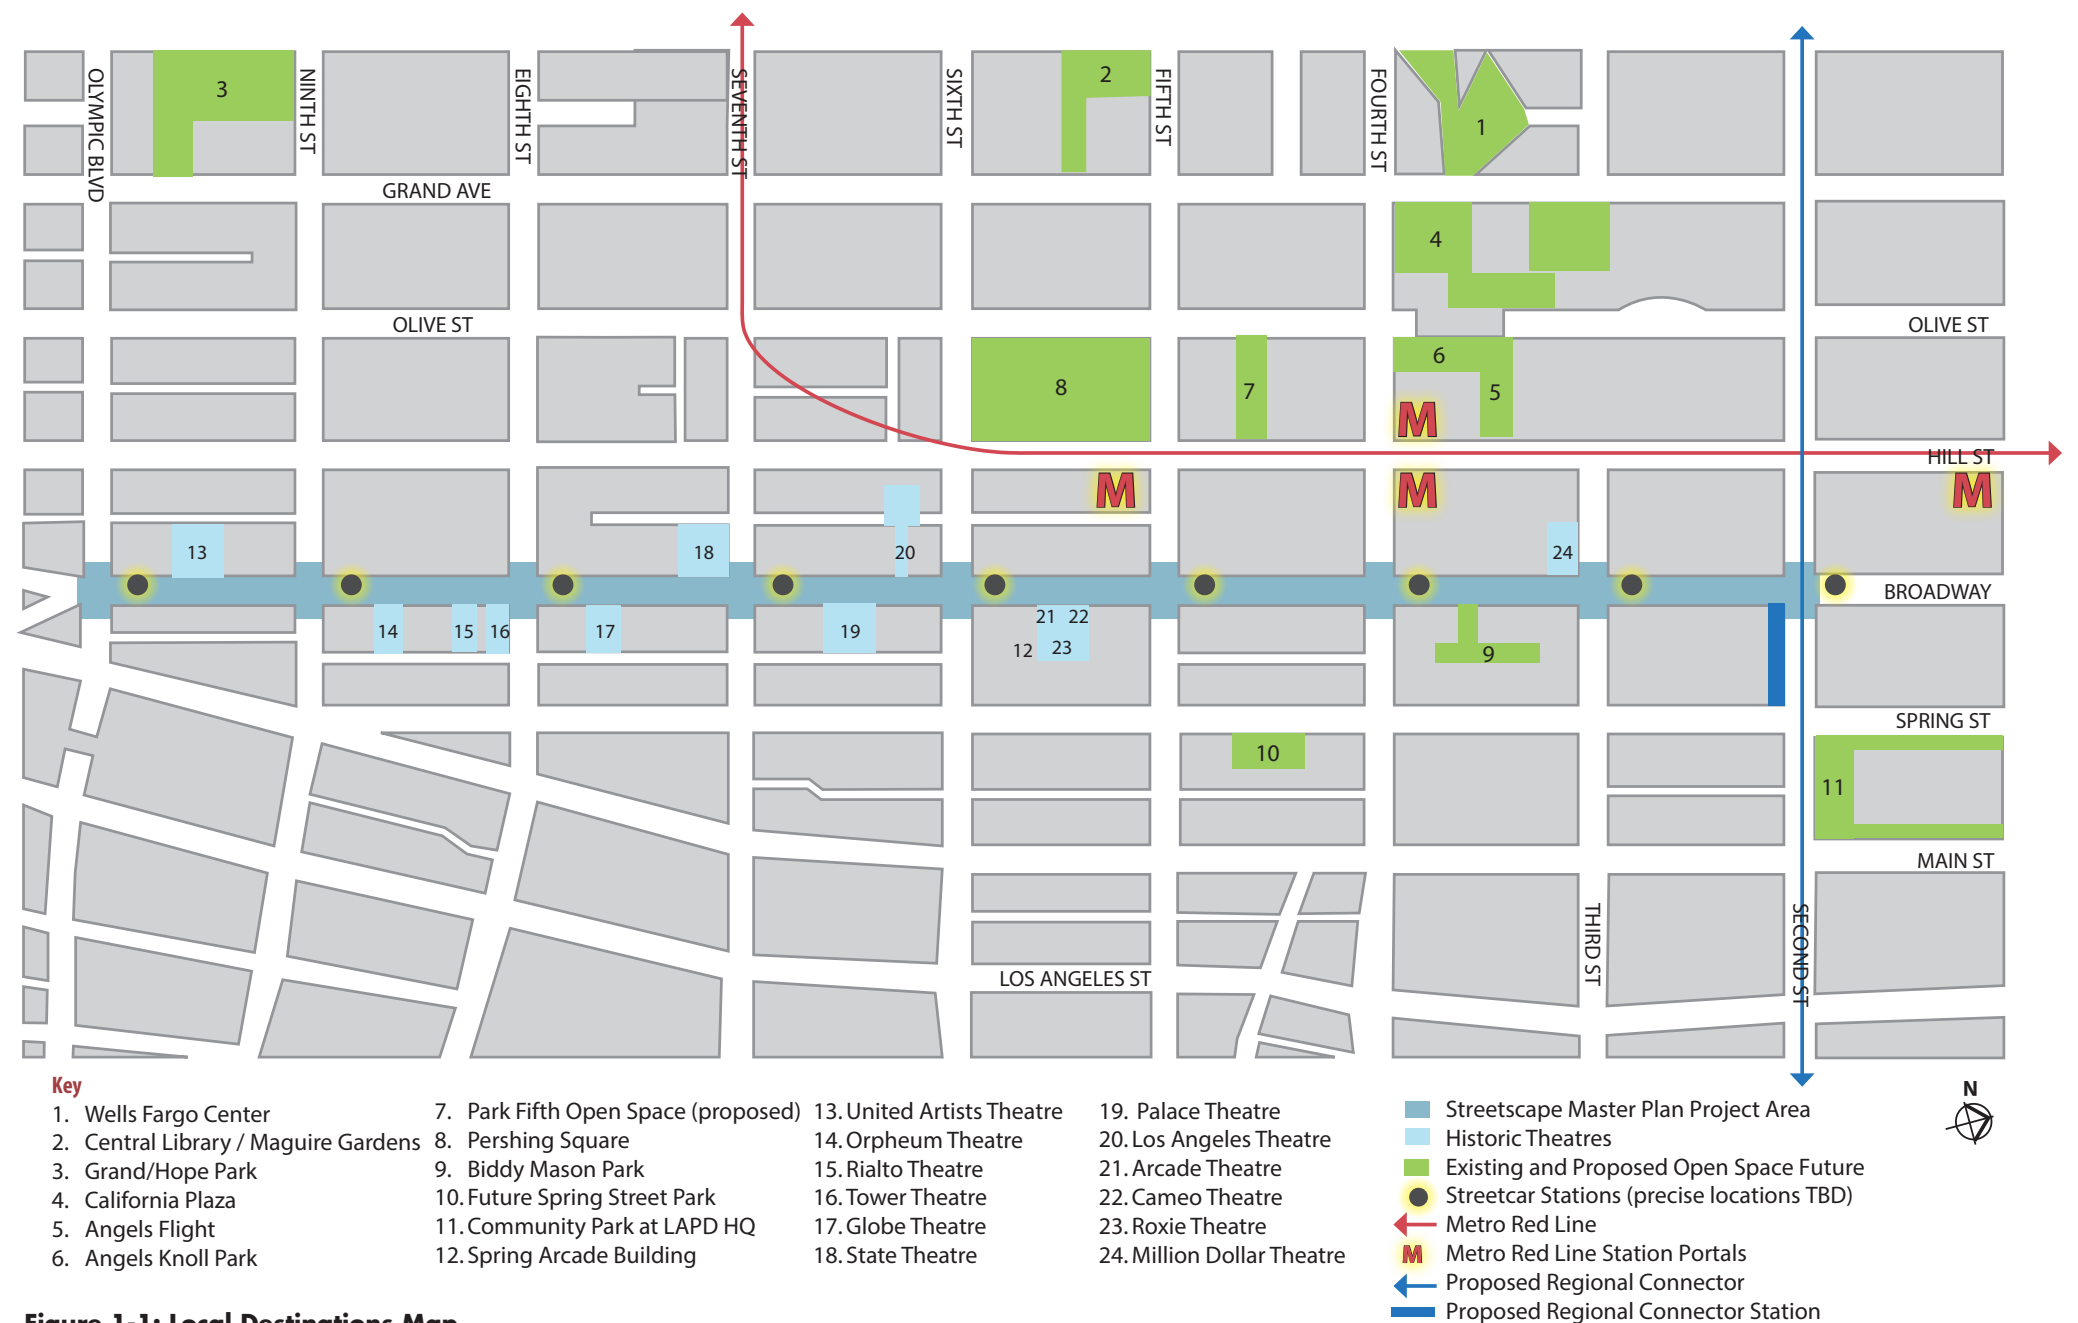 OLYMPIC BLVD
NINTH ST
EIGHTH ST
SEVENTH ST
SIXTH ST
FIFTH ST
FOURTH ST
3
2
1
GRAND AVE
4
OLIVE ST
OLIVE ST
8
7
6
5
M
HILL ST
M
M
M
13
18
20
24
BROADWAY
14
15
16
17
19
21
22
12
23
9
SPRING ST
10
11
MAIN ST
THIRD ST
SECOND ST
LOS ANGELES ST
Key
1. Wells Fargo Center
2. Central Library / Maguire Gardens
3. Grand/Hope Park
4. California Plaza
5. Angels Flight
6. Angels Knoll Park
7. Park Fifth Open Space (proposed)
8. Pershing Square
9. Biddy Mason Park
10. Future Spring Street Park
11. Community Park at LAPD HQ
12. Spring Arcade Building
13. United Artists Theatre
14. Orpheum Theatre
15. Rialto Theatre
16. Tower Theatre
17. Globe Theatre
18. State Theatre
19. Palace Theatre
20. Los Angeles Theatre
21. Arcade Theatre
22. Cameo Theatre
23. Roxie Theatre
24. Million Dollar Theatre
Streetscape Master Plan Project Area
Historic Theatres
Existing and Proposed Open Space Future
Streetcar Stations (precise locations TBD)
Metro Red Line
M Metro Red Line Station Portals
Proposed Regional Connector
Proposed Regional Connector Station
N
Figure 1-1: Local Destinations Map